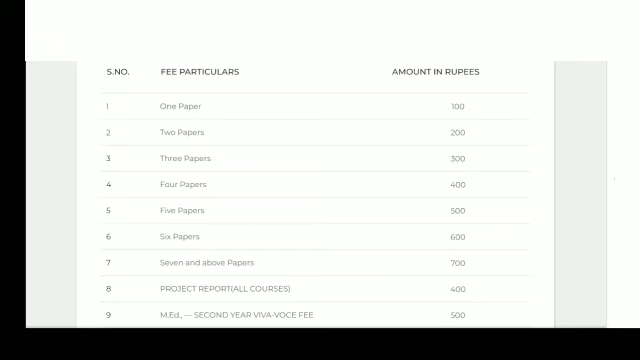 S.NO. FEE PARTICULARS AMOUNT IN RUPEES
1 One Paper 100
2 Two Papers 200
3 Three Papers 300
4 Four Papers 400
5 Five Papers 500
6 Six Papers 600
7 Seven and above Papers 700
8 PROJECT REPORT(ALL COURSES) 400
9 M.Ed., — SECOND YEAR VIVA-VOCE FEE 500